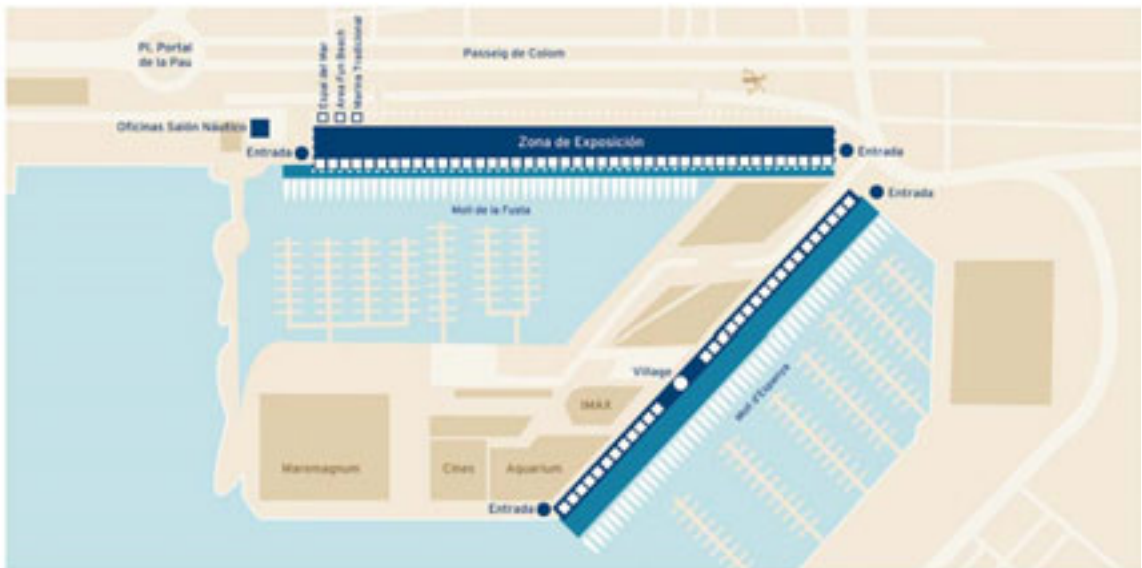 Pl. Portal
de la Pau
Espai del Mar
Area Fun Beach
Marina Tradicional
Passeig de Colom
Oficinas Salón Náutico
Entrada
Zona de Exposición
Entrada
Entrada
Moll de la Fusta
Village
Moll d'Espanya
IMAX
Maremagnum
Cines
Aquarium
Entrada